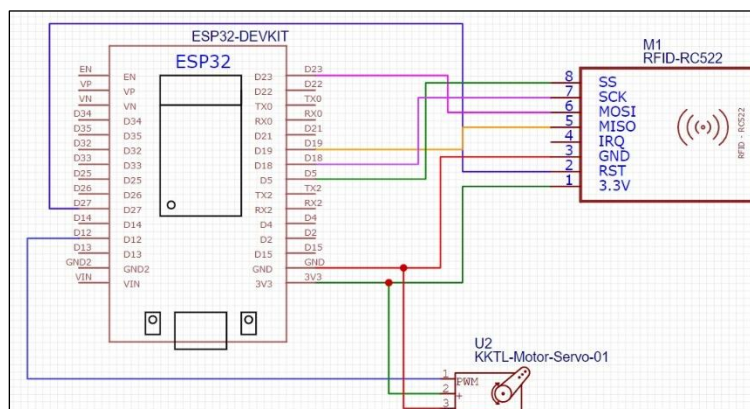 ESP32-DEVKIT
ESP32
EN
VP
VN
D34
D35
D32
D33
D25
D26
D27
D14
D12
D13
GND2
VIN
EN
VP
VN
D34
D35
D32
D33
D25
D26
D27
D14
D12
D13
GND2
VIN
D23
D22
TX0
RX0
D21
D19
D18
D5
TX2
RX2
D4
D2
D15
GND
3V3
D23
D22
TX0
RX0
D21
D19
D18
D5
TX2
RX2
D4
D2
D15
GND
3V3
M1
RFID-RC522
8 SS
7 SCK
6 MOSI
5 MISO
4 IRQ
3 GND
2 RST
1 3.3V
RFID - RC522
U2
KKTL-Motor-Servo-01
1 PWM
2 +
3